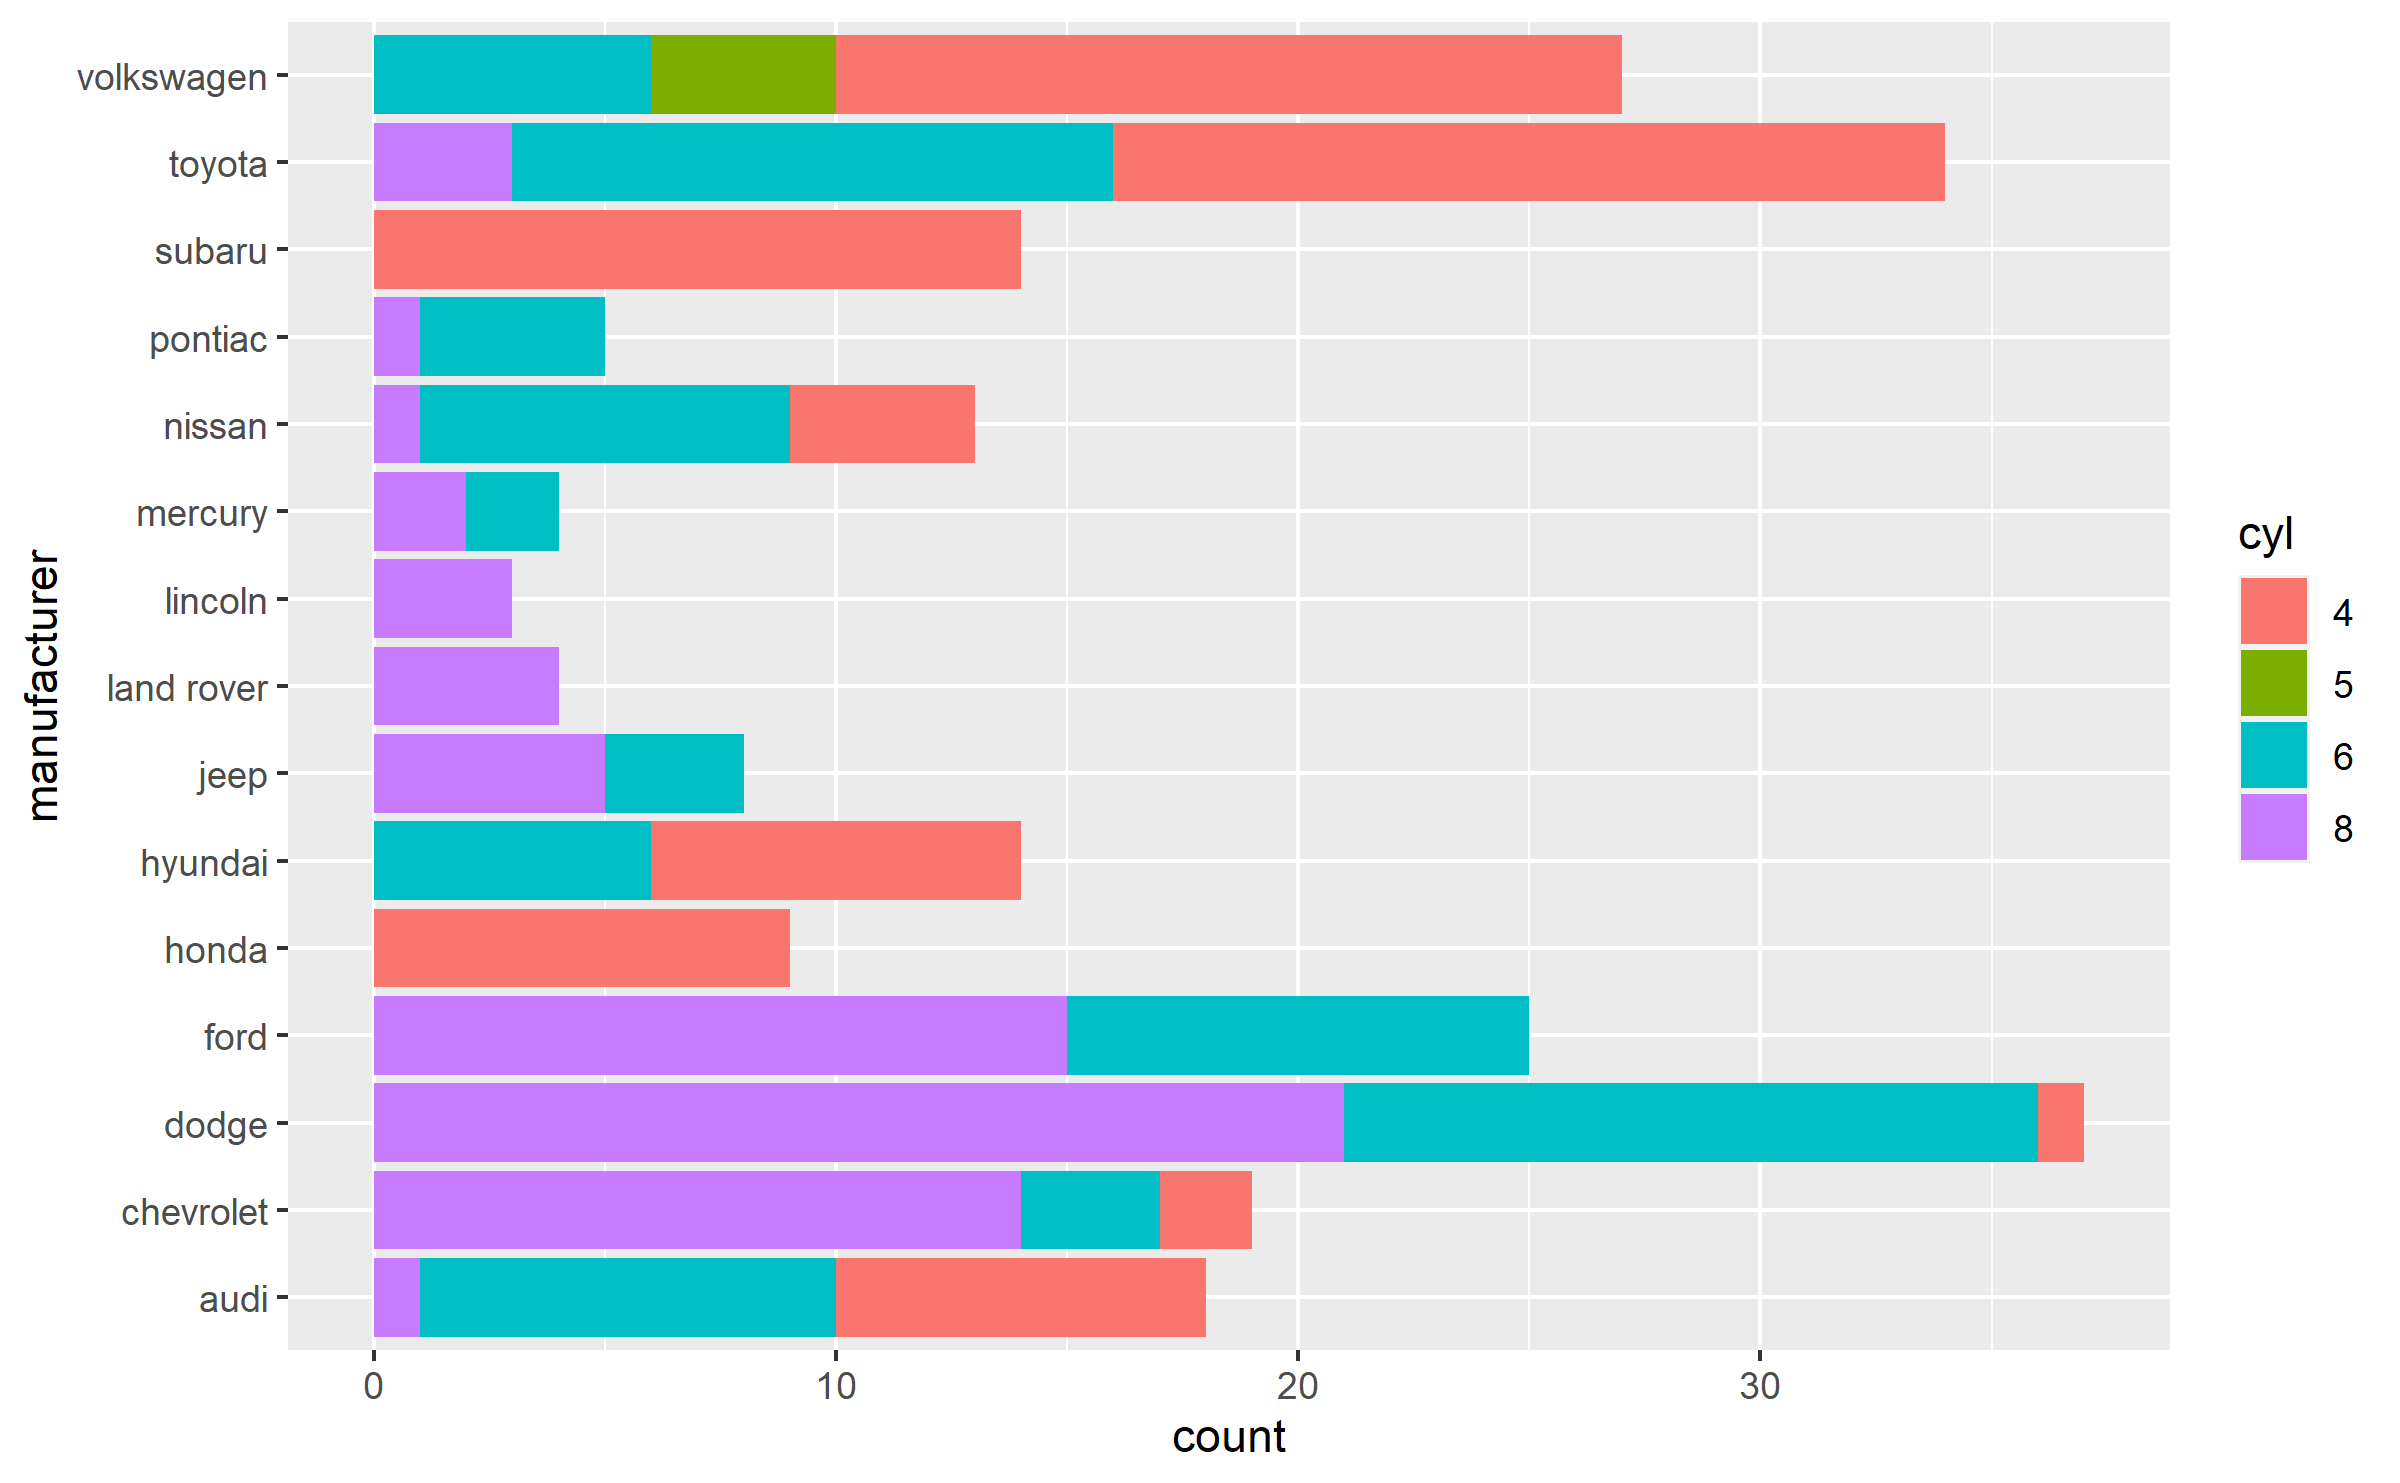 volkswagen
toyota
subaru
pontiac
nissan
mercury
lincoln
land rover
jeep
hyundai
honda
ford
dodge
chevrolet
audi
manufacturer
0 10 20 30
count
cyl
4
5
6
8